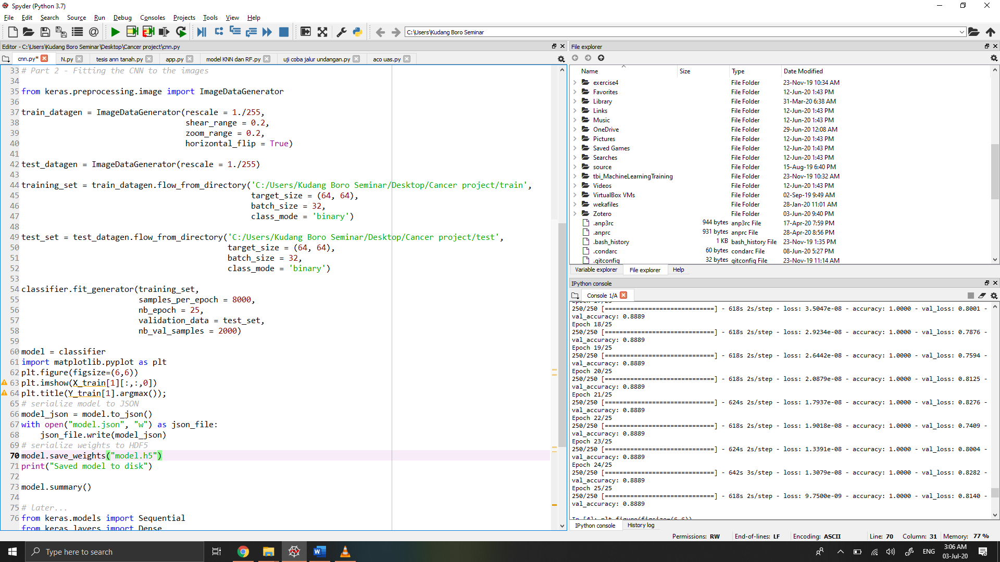 Spyder (Python 3.7)
File Edit Search Source Run Debug Consoles Projects Tools View Help
C:\Users\Kudang Boro Seminar
Editor - C:\Users\Kudang Boro Seminar\Desktop\Cancer project\cnn.py
cnn.py* N.py tesis ann tanah.py app.py model KNN dan RF.py uji coba jalur undangan.py aco uas.py
33 # Part 2 - Fitting the CNN to the images
34
35 from keras.preprocessing.image import ImageDataGenerator
36
37 train_datagen = ImageDataGenerator(rescale = 1./255,
38 shear_range = 0.2,
39 zoom_range = 0.2,
40 horizontal_flip = True)
41
42 test_datagen = ImageDataGenerator(rescale = 1./255)
43
44 training_set = train_datagen.flow_from_directory('C:/Users/Kudang Boro Seminar/Desktop/Cancer project/train',
45 target_size = (64, 64),
46 batch_size = 32,
47 class_mode = 'binary')
48
49 test_set = test_datagen.flow_from_directory('C:/Users/Kudang Boro Seminar/Desktop/Cancer project/test',
50 target_size = (64, 64),
51 batch_size = 32,
52 class_mode = 'binary')
53
54 classifier.fit_generator(training_set,
55 samples_per_epoch = 8000,
56 nb_epoch = 25,
57 validation_data = test_set,
58 nb_val_samples = 2000)
59
60 model = classifier
61 import matplotlib.pyplot as plt
62 plt.figure(figsize=(6,6))
63 plt.imshow(X_train[1][:,:,0])
64 plt.title(Y_train[1].argmax());
65 # serialize model to JSON
66 model_json = model.to_json()
67 with open("model.json", "w") as json_file:
68 json_file.write(model_json)
69 # serialize weights to HDF5
70 model.save_weights("model.h5")
71 print("Saved model to disk")
72
73 model.summary()
74
75 # later...
76 from keras.models import Sequential
from keras.layers import Dense
File explorer
Name Size Type Date Modified
exercise4 File Folder 23-Nov-19 10:34 AM
Favorites File Folder 12-Jun-20 1:43 PM
Library File Folder 31-Mar-20 6:38 AM
Links File Folder 12-Jun-20 1:43 PM
Music File Folder 12-Jun-20 1:43 PM
OneDrive File Folder 29-Jun-20 12:08 AM
Pictures File Folder 12-Jun-20 1:43 PM
Saved Games File Folder 12-Jun-20 1:43 PM
Searches File Folder 12-Jun-20 1:43 PM
source File Folder 15-Aug-19 6:40 PM
tbi_MachineLearningTraining File Folder 23-Nov-19 10:32 AM
Videos File Folder 12-Jun-20 1:43 PM
VirtualBox VMs File Folder 02-Sep-19 9:49 AM
wekafiles File Folder 28-Jan-20 11:01 AM
Zotero File Folder 03-Jun-20 9:40 PM
.anp3rc 944 bytes anp3rc File 17-Apr-20 7:59 PM
.anprc 931 bytes anprc File 28-Apr-20 8:56 PM
.bash_history 1 KB bash_history File 23-Nov-19 1:35 PM
.condarc 60 bytes condarc File 08-Jun-20 5:27 PM
.gitconfig 32 bytes gitconfig File 23-Nov-19 11:14 AM
Variable explorer File explorer Help
IPython console
Console 1/A
Epoch 17/25
250/250 [==============================] - 618s 2s/step - loss: 3.5047e-08 - accuracy: 1.0000 - val_loss: 0.8001 -
val_accuracy: 0.8889
Epoch 18/25
250/250 [==============================] - 618s 2s/step - loss: 2.9234e-08 - accuracy: 1.0000 - val_loss: 0.7876 -
val_accuracy: 0.8889
Epoch 19/25
250/250 [==============================] - 618s 2s/step - loss: 2.6442e-08 - accuracy: 1.0000 - val_loss: 0.7594 -
val_accuracy: 0.8889
Epoch 20/25
250/250 [==============================] - 618s 2s/step - loss: 2.0879e-08 - accuracy: 1.0000 - val_loss: 0.8125 -
val_accuracy: 0.8889
Epoch 21/25
250/250 [==============================] - 624s 2s/step - loss: 1.7937e-08 - accuracy: 1.0000 - val_loss: 0.8276 -
val_accuracy: 0.8889
Epoch 22/25
250/250 [==============================] - 618s 2s/step - loss: 1.9018e-08 - accuracy: 1.0000 - val_loss: 0.7409 -
val_accuracy: 0.8889
Epoch 23/25
250/250 [==============================] - 624s 2s/step - loss: 1.3391e-08 - accuracy: 1.0000 - val_loss: 0.8004 -
val_accuracy: 0.8889
Epoch 24/25
250/250 [==============================] - 642s 3s/step - loss: 1.3079e-08 - accuracy: 1.0000 - val_loss: 0.8282 -
val_accuracy: 0.8889
Epoch 25/25
250/250 [==============================] - 618s 2s/step - loss: 9.7500e-09 - accuracy: 1.0000 - val_loss: 0.8140 -
val_accuracy: 0.8889
In [4]: plt.figure(figsize=(6,6))
IPython console History log
Permissions: RW End-of-lines: LF Encoding: ASCII Line: 70 Column: 31 Memory: 77 %
Type here to search
ENG
3:06 AM
03-Jul-20